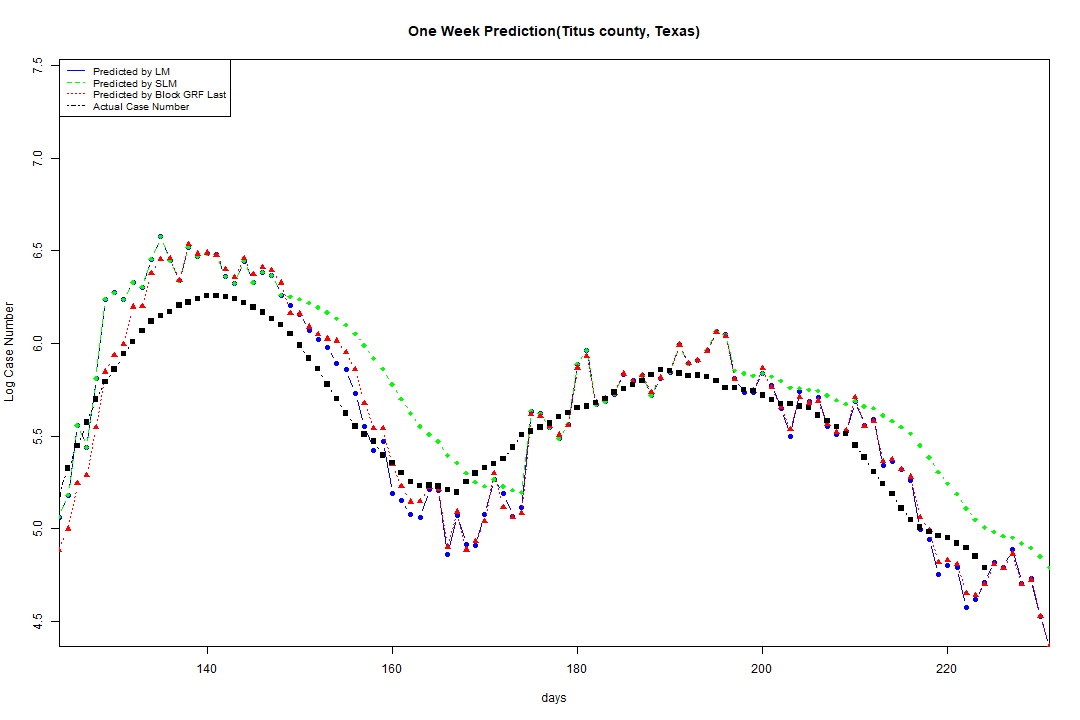 One Week Prediction(Titus county, Texas)
Predicted by LM
Predicted by SLM
Predicted by Block GRF Last
Actual Case Number
Log Case Number
7.5
7.0
6.5
6.0
5.5
5.0
4.5
140 160 180 200 220
days